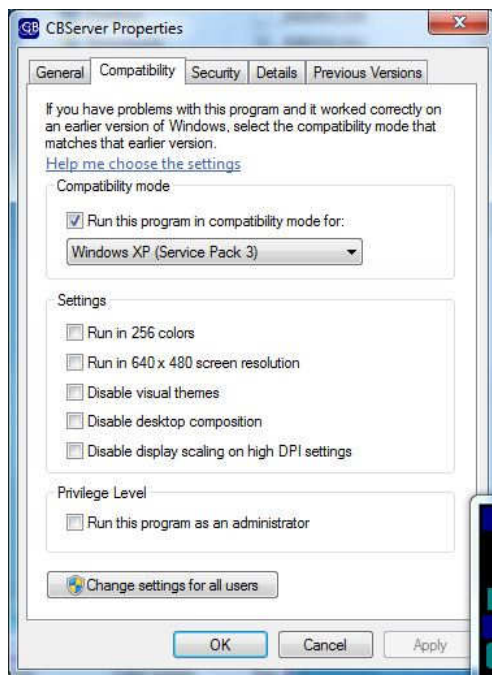 CBServer Properties
General Compatibility Security Details Previous Versions
If you have problems with this program and it worked correctly on
an earlier version of Windows, select the compatibility mode that
matches that earlier version.
Help me choose the settings
Compatibility mode
Run this program in compatibility mode for:
Windows XP (Service Pack 3)
Settings
Run in 256 colors
Run in 640 x 480 screen resolution
Disable visual themes
Disable desktop composition
Disable display scaling on high DPI settings
Privilege Level
Run this program as an administrator
Change settings for all users
OK Cancel Apply